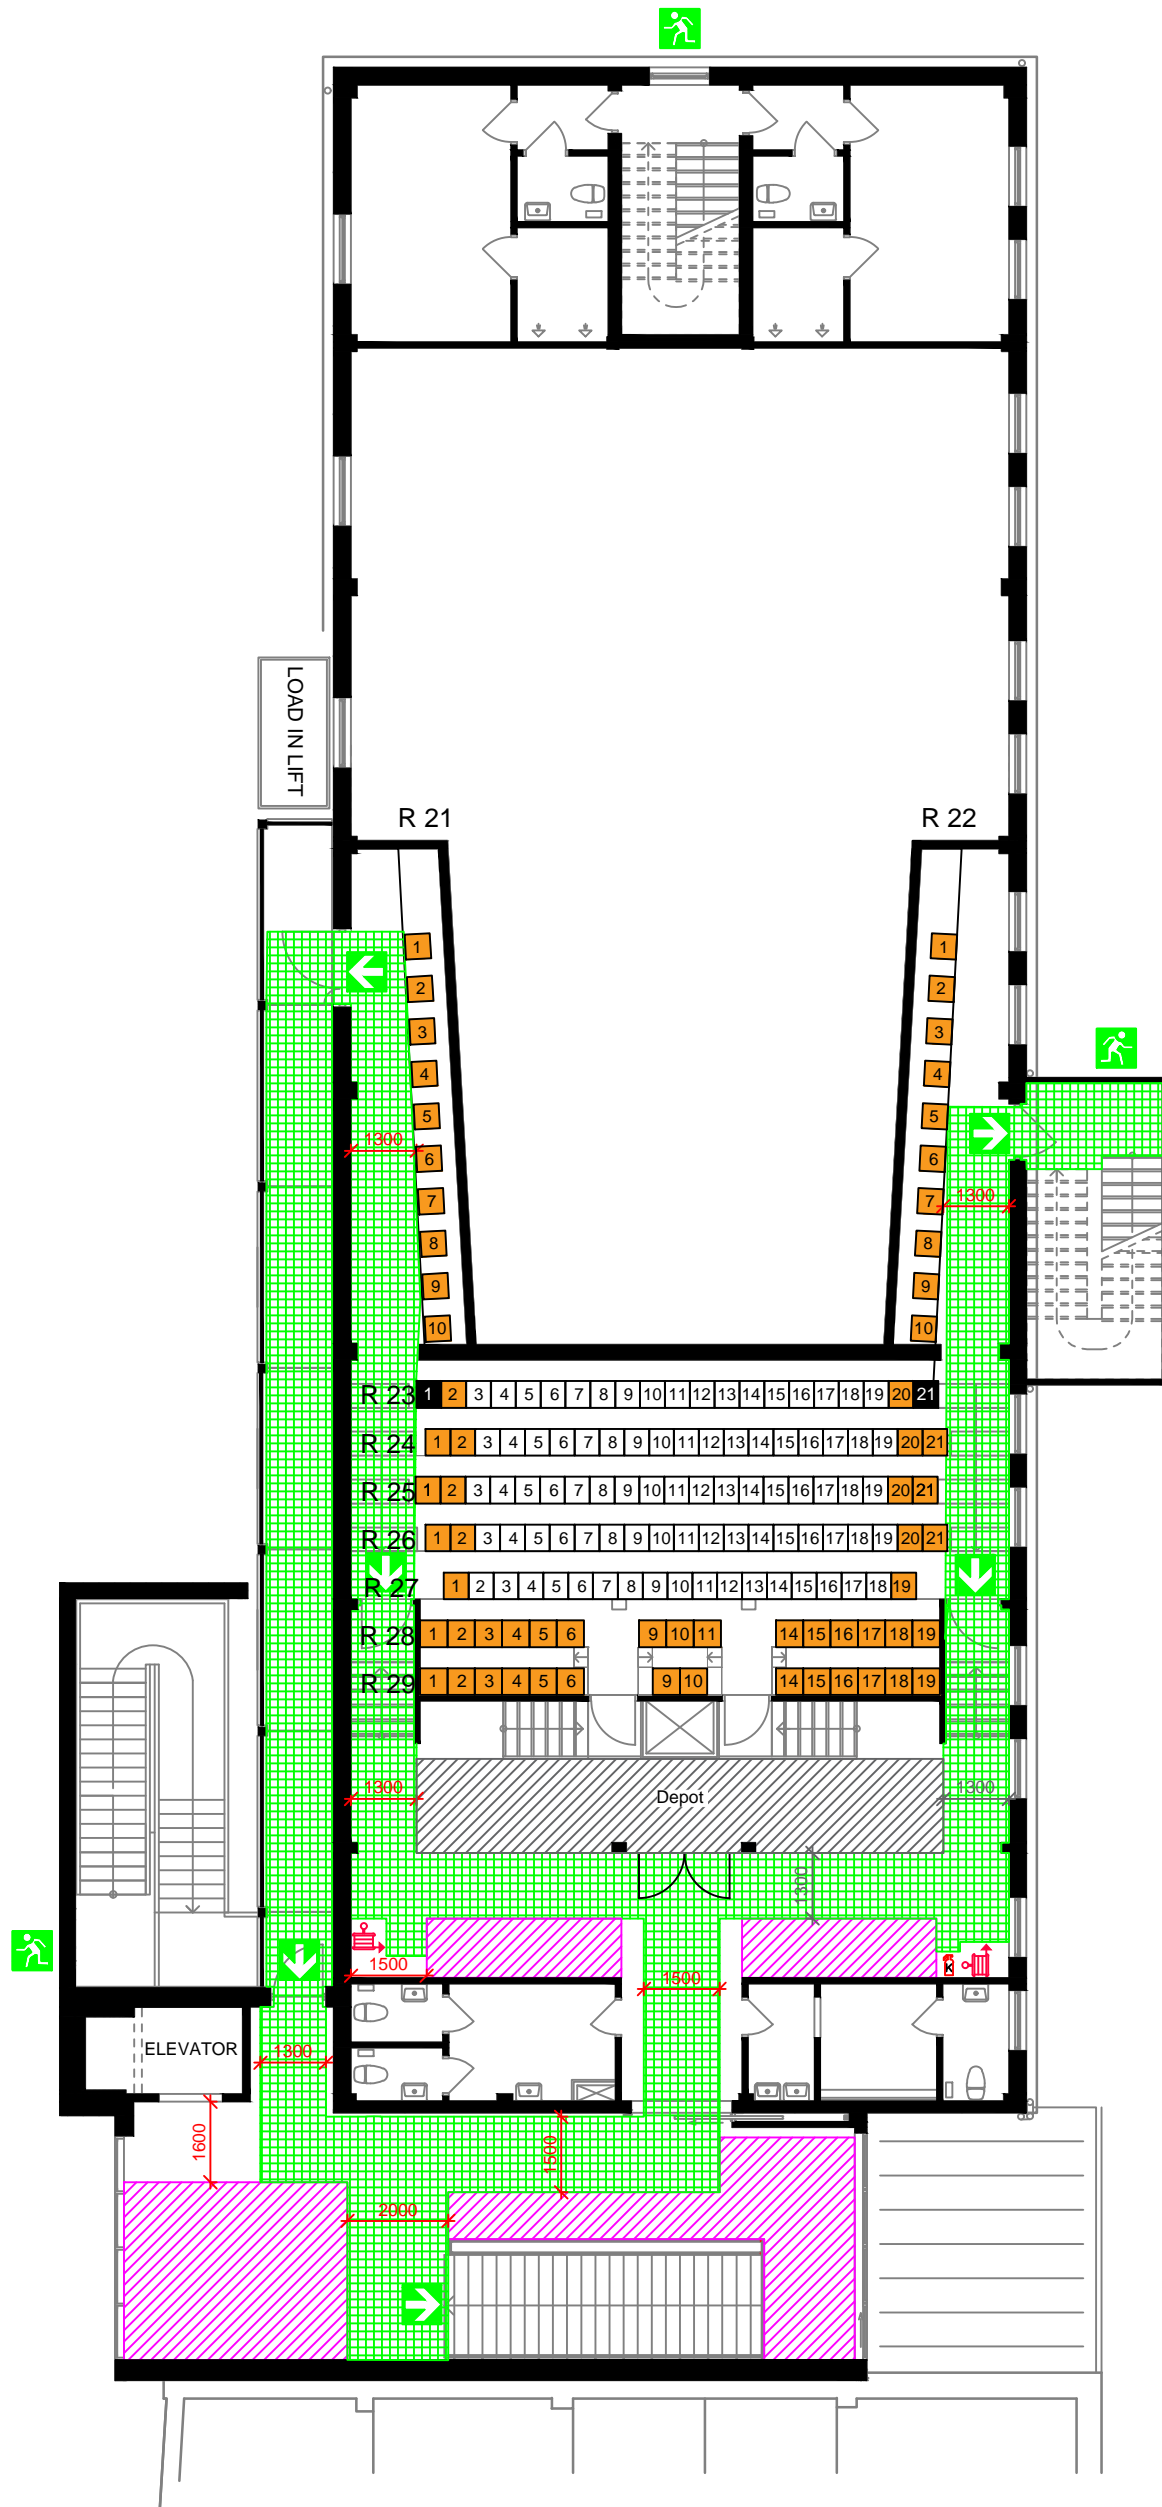 LOAD IN LIFT
R 21
R 22
1 1
2 2
3 3
4 4
5 5
1300
6 6
7 7
1300
8 8
9 9
10 10
R 23 1 2 3 4 5 6 7 8 9 10 11 12 13 14 15 16 17 18 19 20 21
R 24 1 2 3 4 5 6 7 8 9 10 11 12 13 14 15 16 17 18 19 20 21
R 25 1 2 3 4 5 6 7 8 9 10 11 12 13 14 15 16 17 18 19 20 21
R 26 1 2 3 4 5 6 7 8 9 10 11 12 13 14 15 16 17 18 19 20 21
R 27 1 2 3 4 5 6 7 8 9 10 11 12 13 14 15 16 17 18 19
R 28 1 2 3 4 5 6 9 10 11 14 15 16 17 18 19
R 29 1 2 3 4 5 6 9 10 14 15 16 17 18 19
1300
Depot
1300
1300
1500
1500
K
ELEVATOR
1300
1600
1500
2000